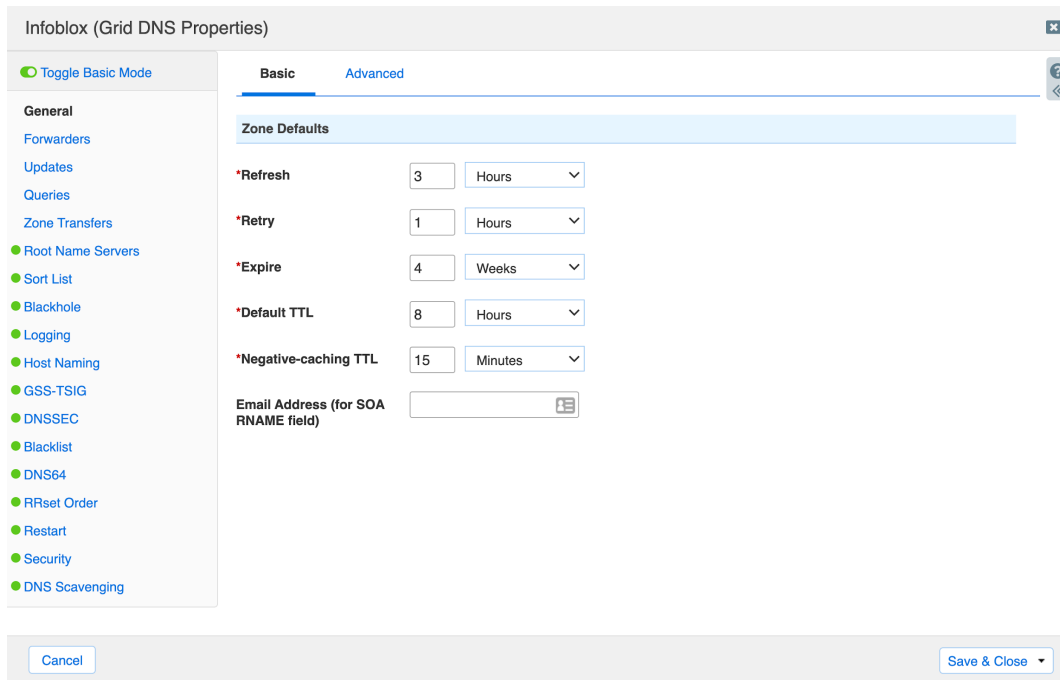 Infoblox (Grid DNS Properties)
Toggle Basic Mode
General
Forwarders
Updates
Queries
Zone Transfers
Root Name Servers
Sort List
Blackhole
Logging
Host Naming
GSS-TSIG
DNSSEC
Blacklist
DNS64
RRset Order
Restart
Security
DNS Scavenging
Basic Advanced
Zone Defaults
*Refresh 3 Hours
*Retry 1 Hours
*Expire 4 Weeks
*Default TTL 8 Hours
*Negative-caching TTL 15 Minutes
Email Address (for SOA
RNAME field)
Cancel Save & Close